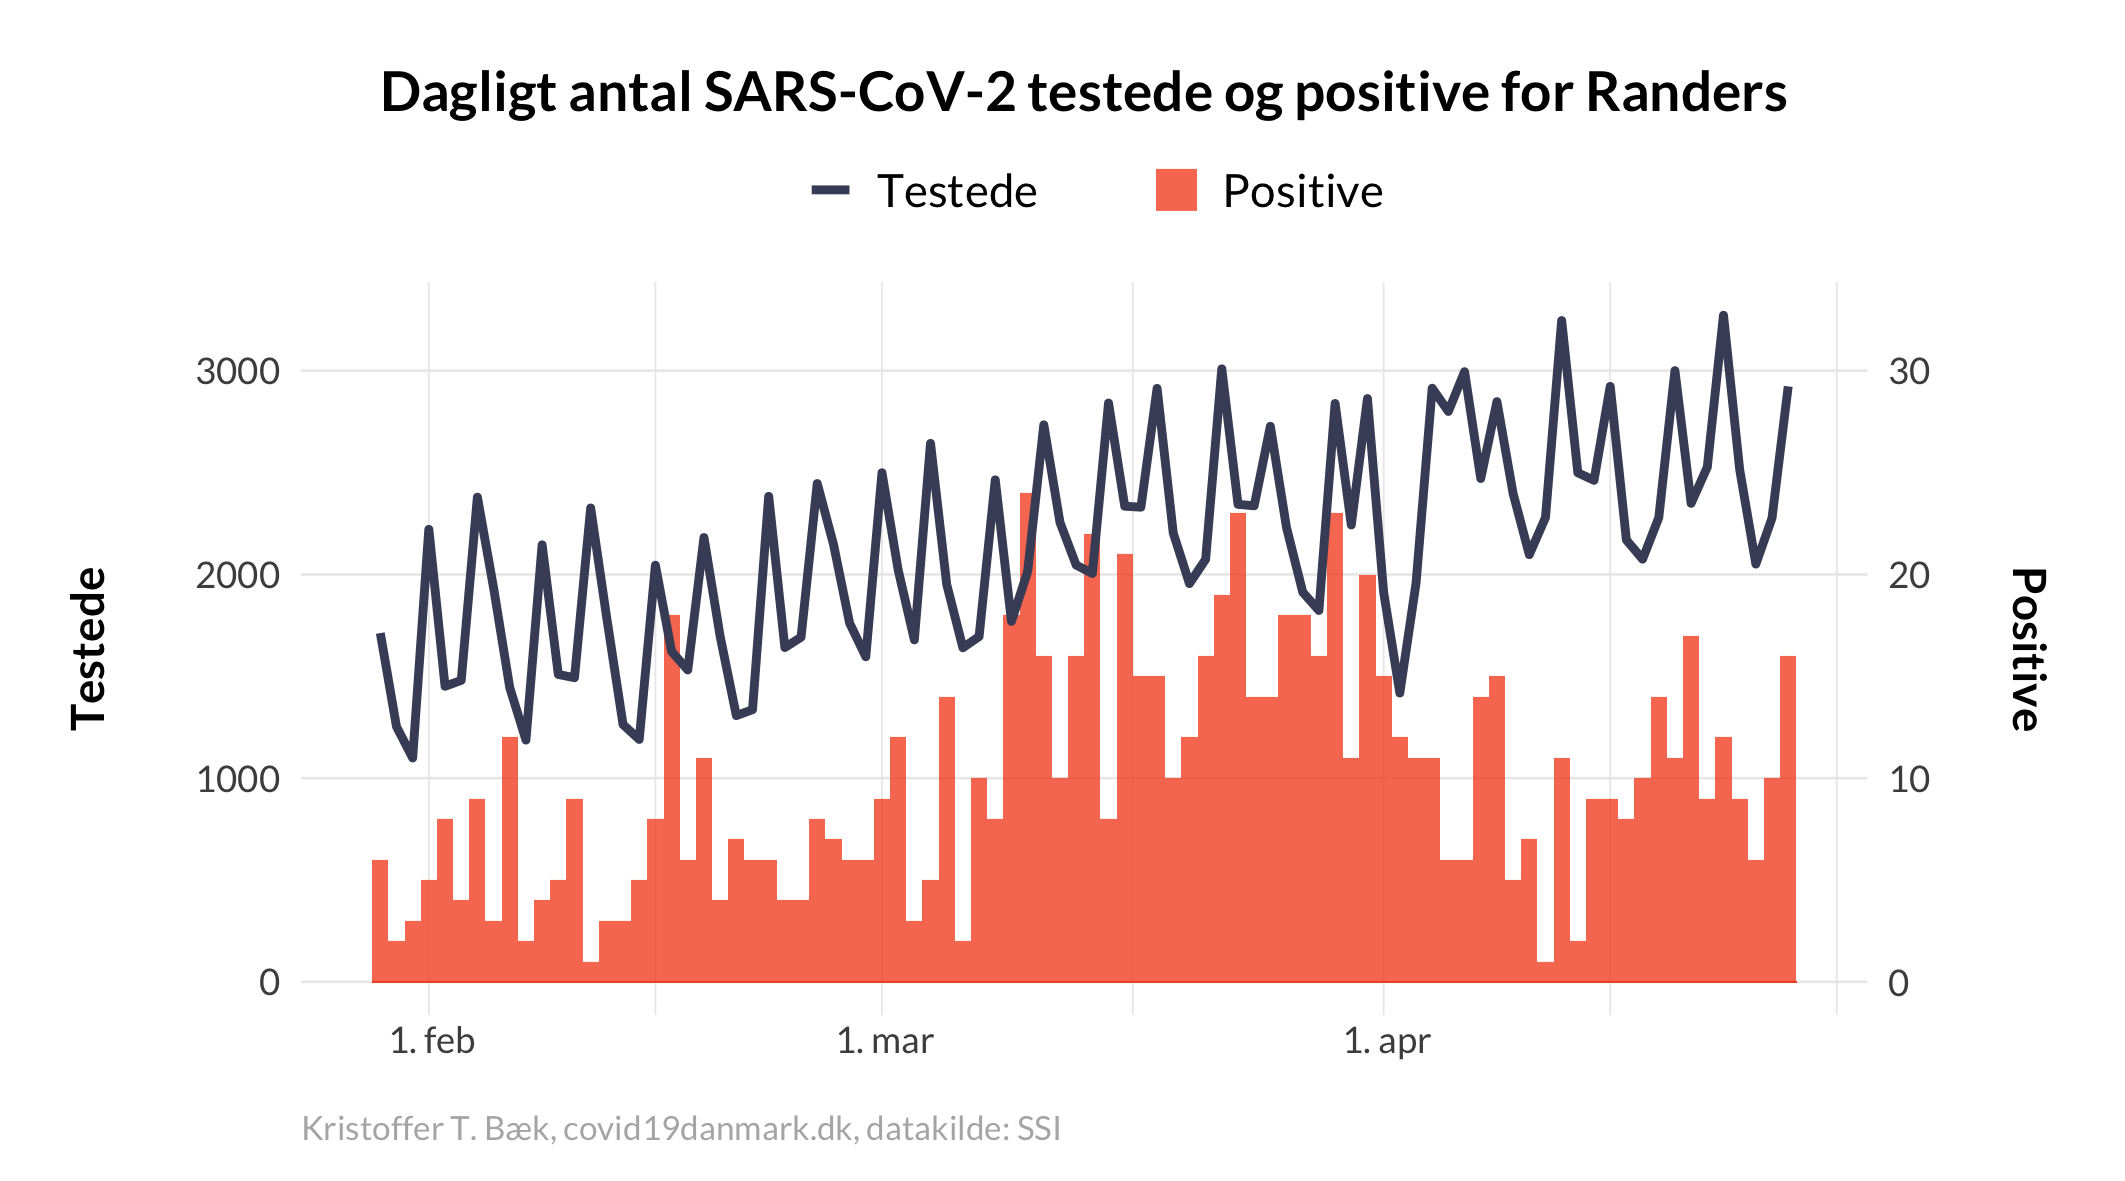 Dagligt antal SARS-CoV-2 testede og positive for Randers
Testede
Positive
3000
2000
1000
0
Testede
30
20
10
0
Positive
1. feb
1. mar
1. apr
Kristoffer T. Bæk, covid19danmark.dk, datakilde: SSI